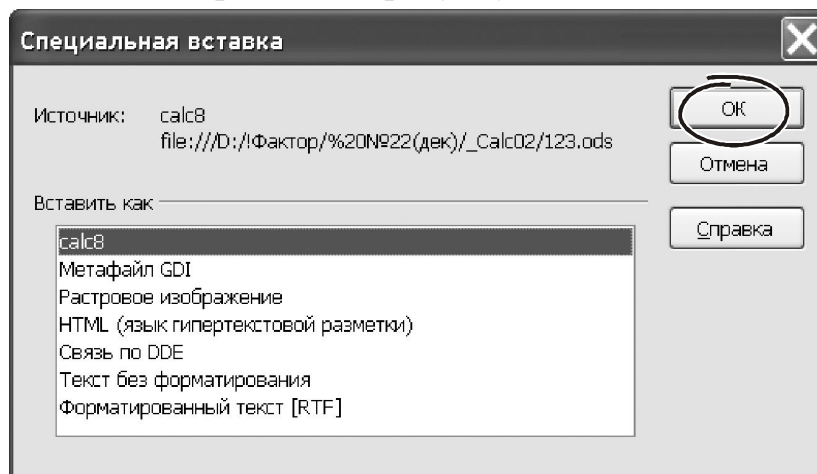 Специальная вставка
Источник: calc8
file:///D:/!Фактор/%20№22(дек)/_Calc02/123.ods
Вставить как
calc8
Метафайл GDI
Растровое изображение
HTML (язык гипертекстовой разметки)
Связь по DDE
Текст без форматирования
Форматированный текст [RTF]
ОК
Отмена
Справка